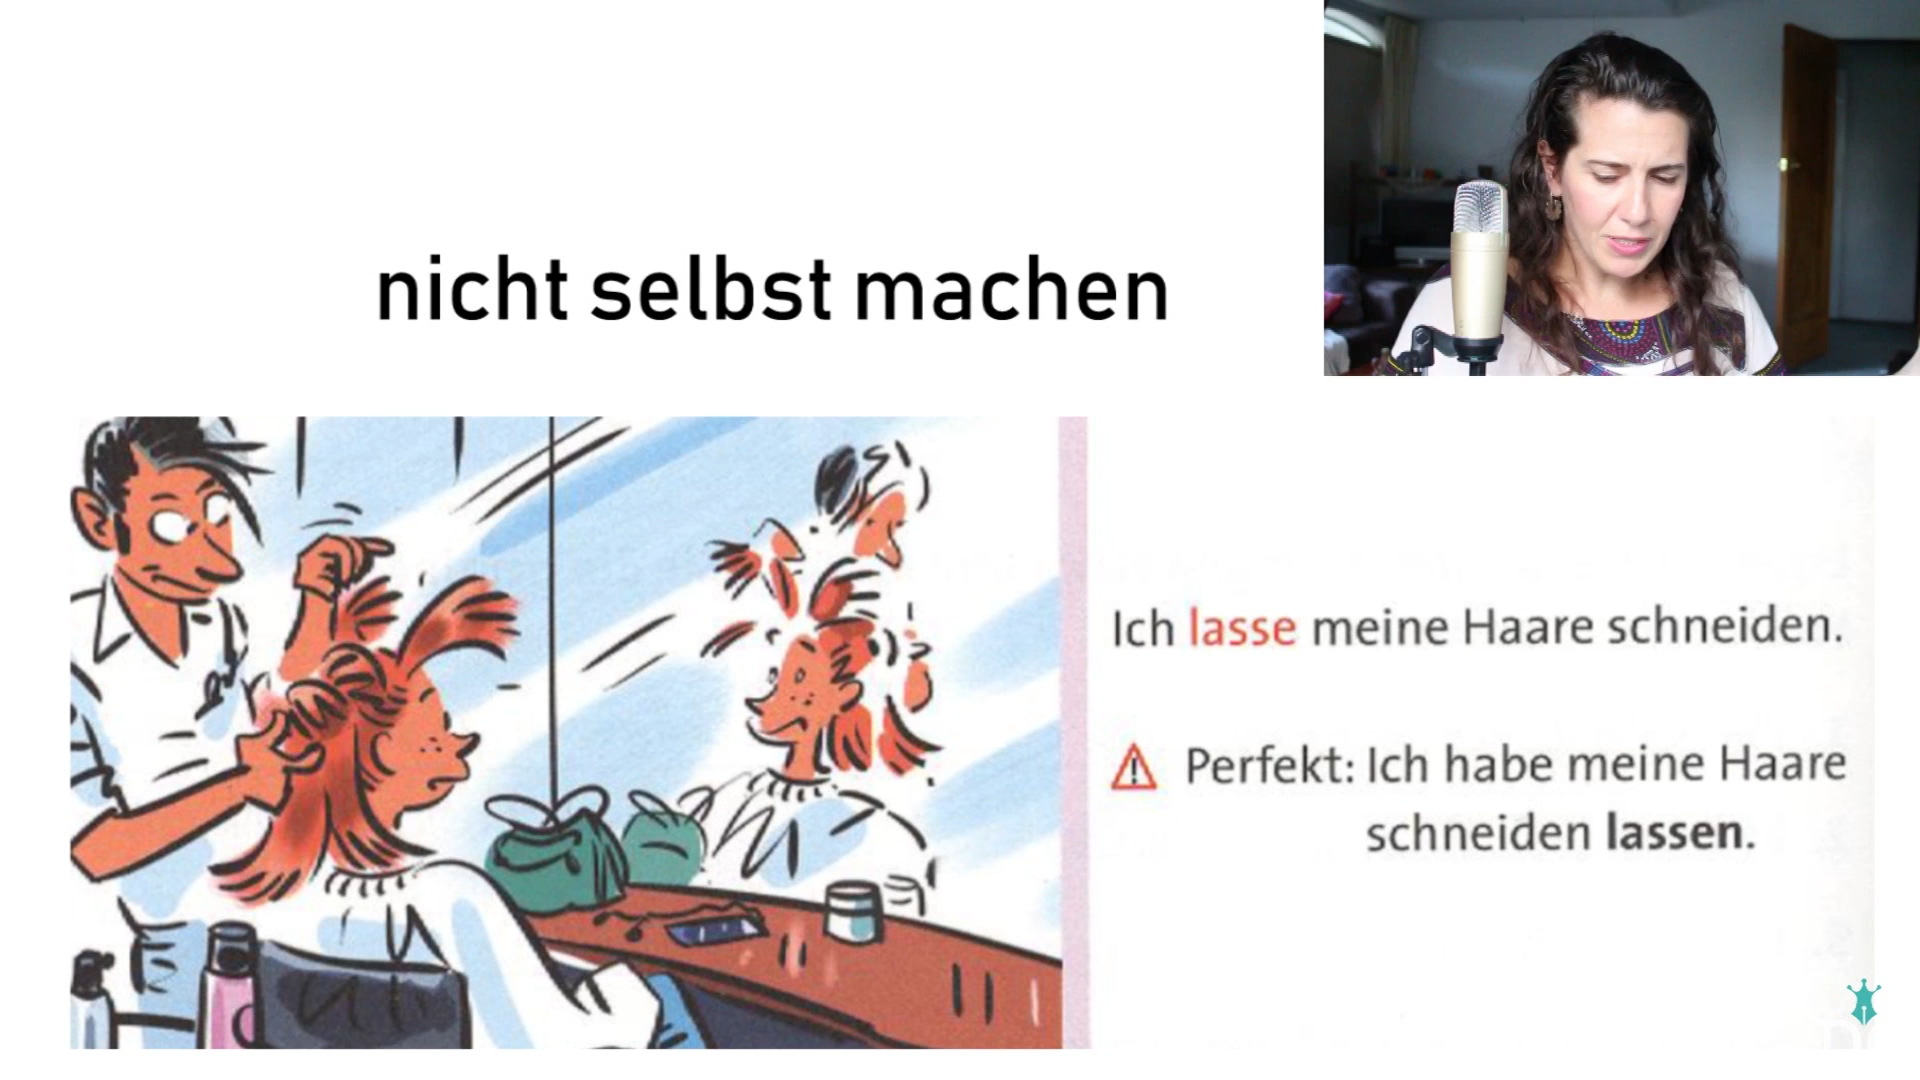 nicht selbst machen
Ich lasse meine Haare schneiden.
Perfekt: Ich habe meine Haare
schneiden lassen.